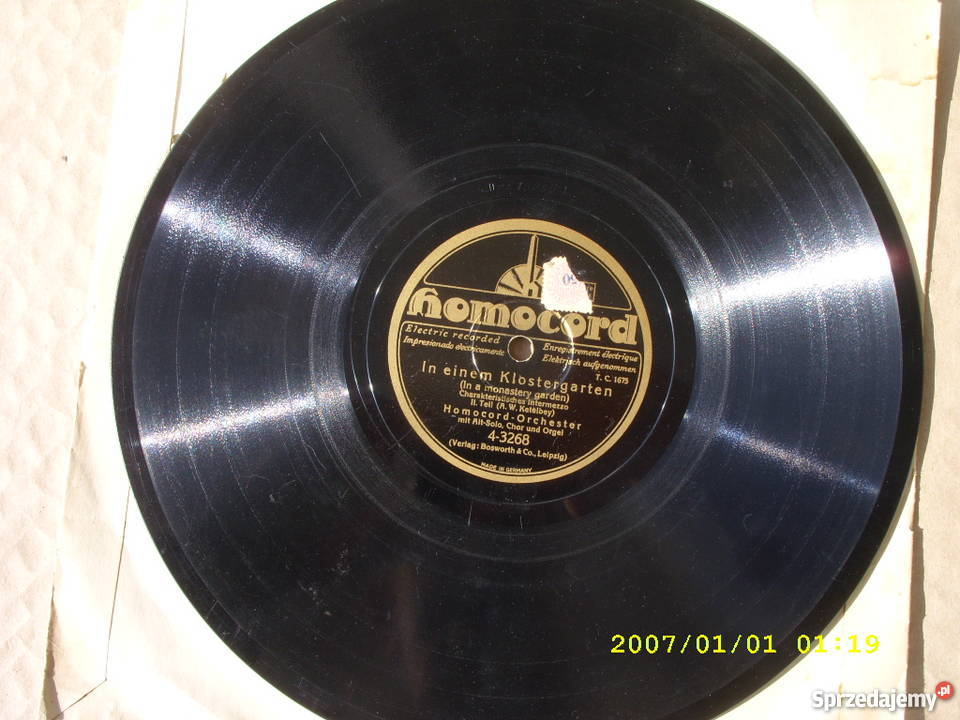 homocord
Electric recorded
Impresionado electricamente
Enregistrement électrique
Elektrisch aufgenommen
T. C. 1675
In einem Klostergarten
(In a monastery garden)
Charakteristisches Intermezzo
II. Teil (A. W. Ketèlbey)
Homocord-Orchester
mit Alt-Solo, Chor und Orgel
4-3268
(Verlag: Bosworth & Co., Leipzig)
MADE IN GERMANY
2007/01/01 01:19
Sprzedajemy.pl